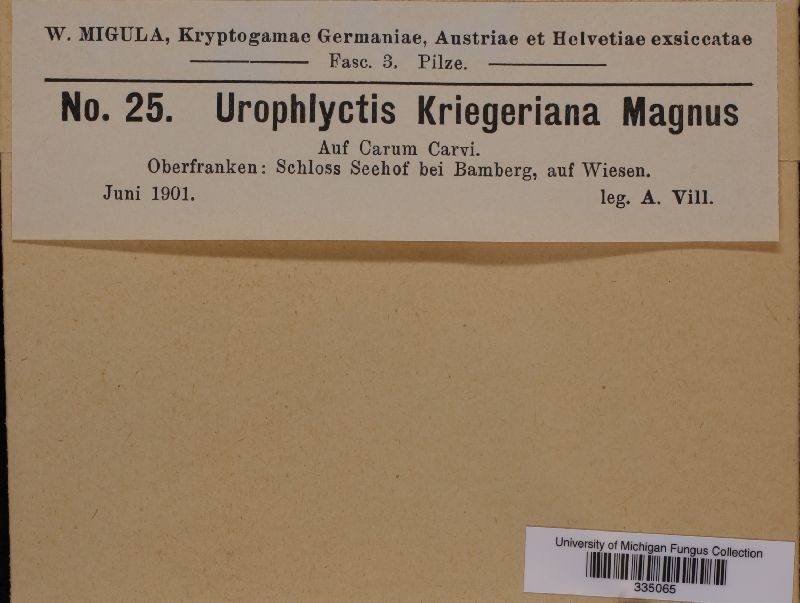 W. MIGULA, Kryptogamae Germaniae, Austriae et Helvetiae exsiccatae
Fasc. 3. Pilze.
No. 25. Urophlyctis Kriegeriana Magnus
Auf Carum Carvi.
Oberfranken: Schloss Seehof bei Bamberg, auf Wiesen.
Juni 1901. leg. A. Vill.
University of Michigan Fungus Collection
335065